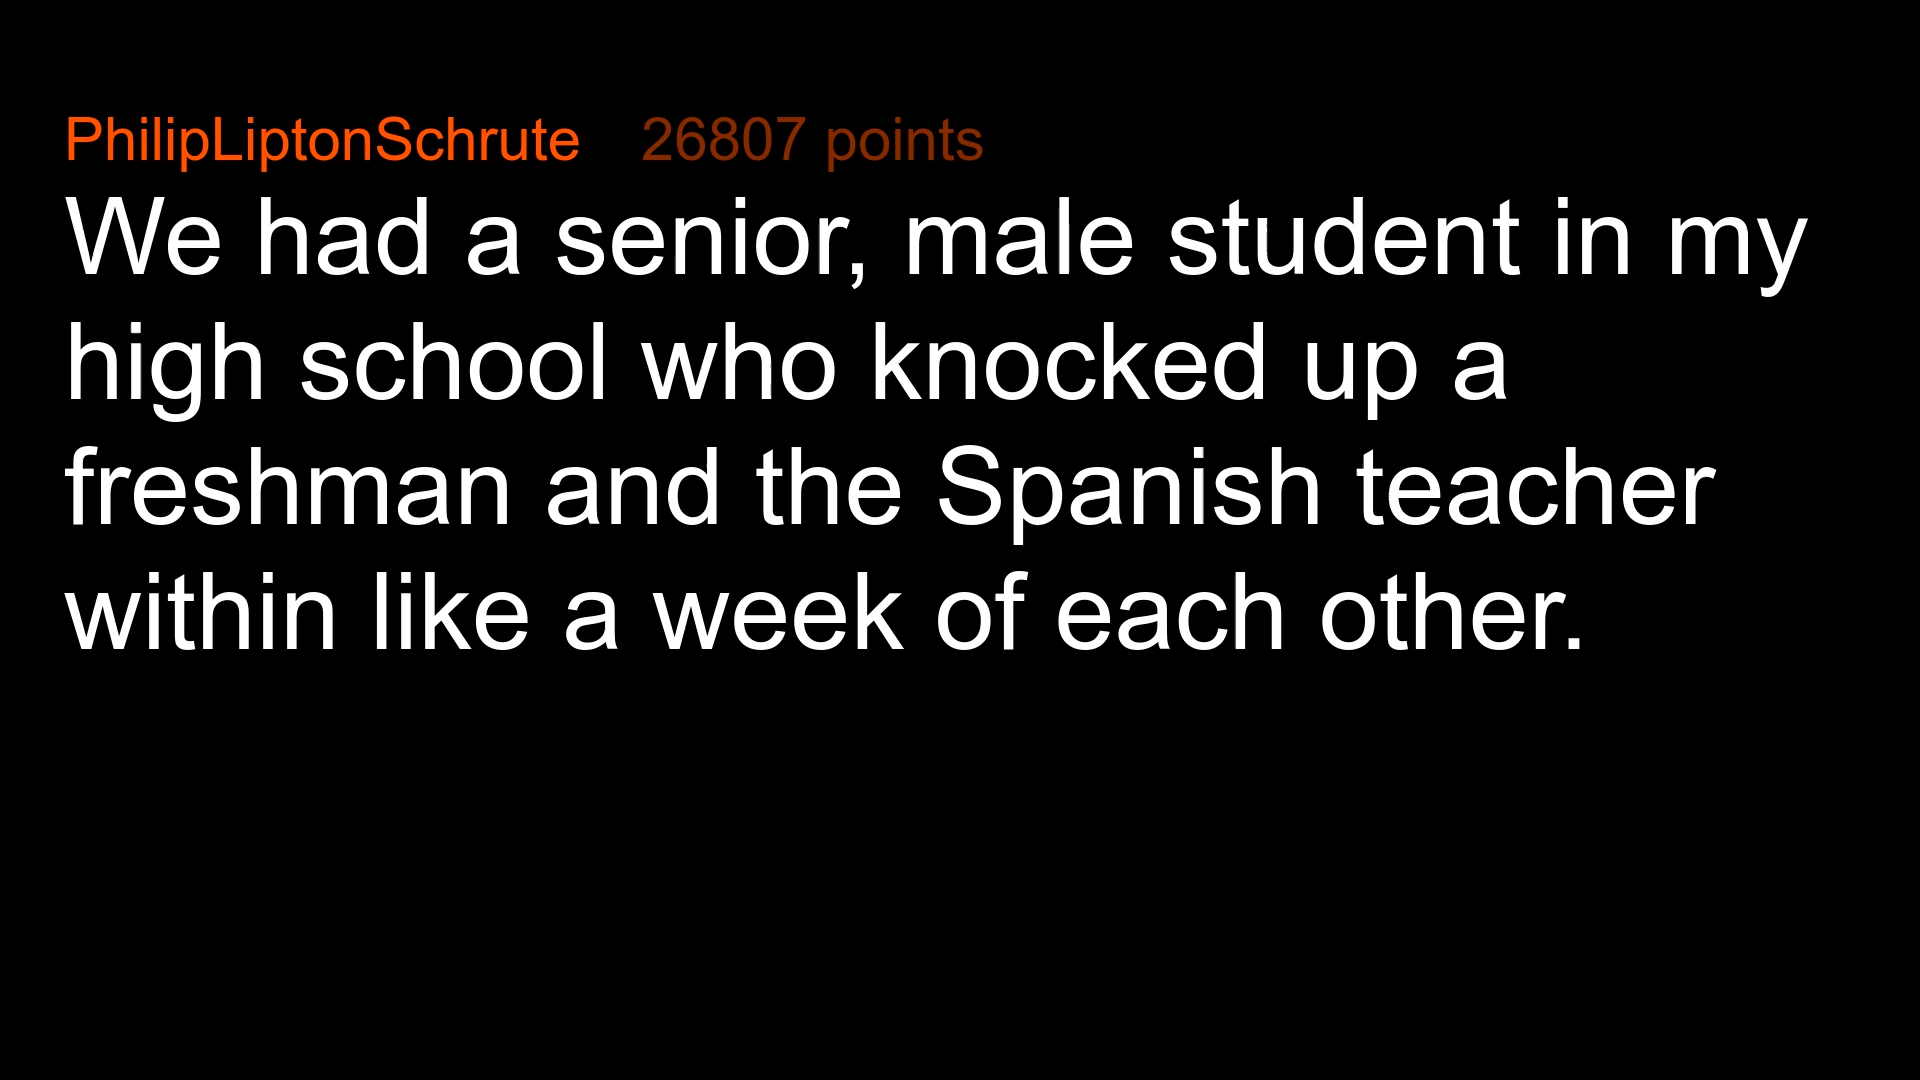 PhilipLiptonSchrute 26807 points
We had a senior, male student in my
high school who knocked up a
freshman and the Spanish teacher
within like a week of each other.